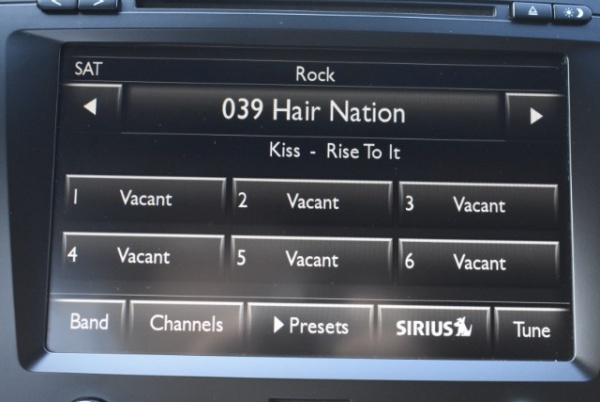 SAT
Rock
039 Hair Nation
Kiss - Rise To It
1 Vacant
2 Vacant
3 Vacant
4 Vacant
5 Vacant
6 Vacant
Band
Channels
Presets
SIRIUS
Tune